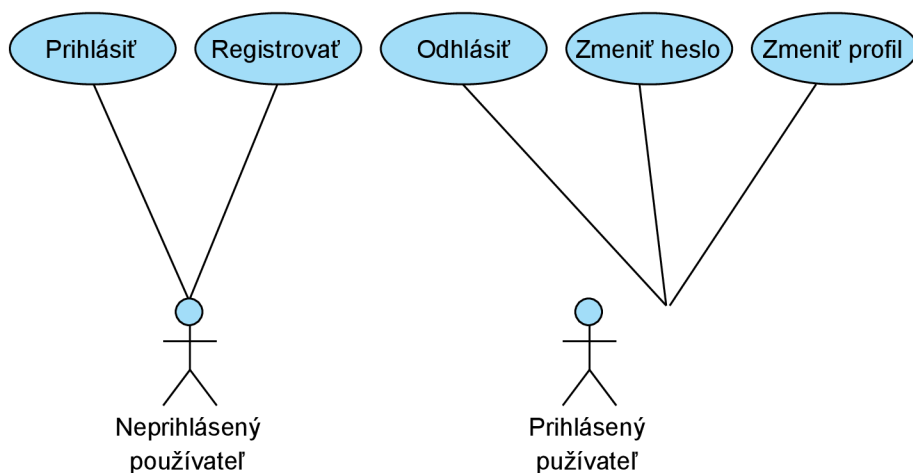 Prihlásiť
Registrovať
Odhlásiť
Zmeniť heslo
Zmeniť profil
Neprihlásený
používateľ
Prihlásený
pužívateľ